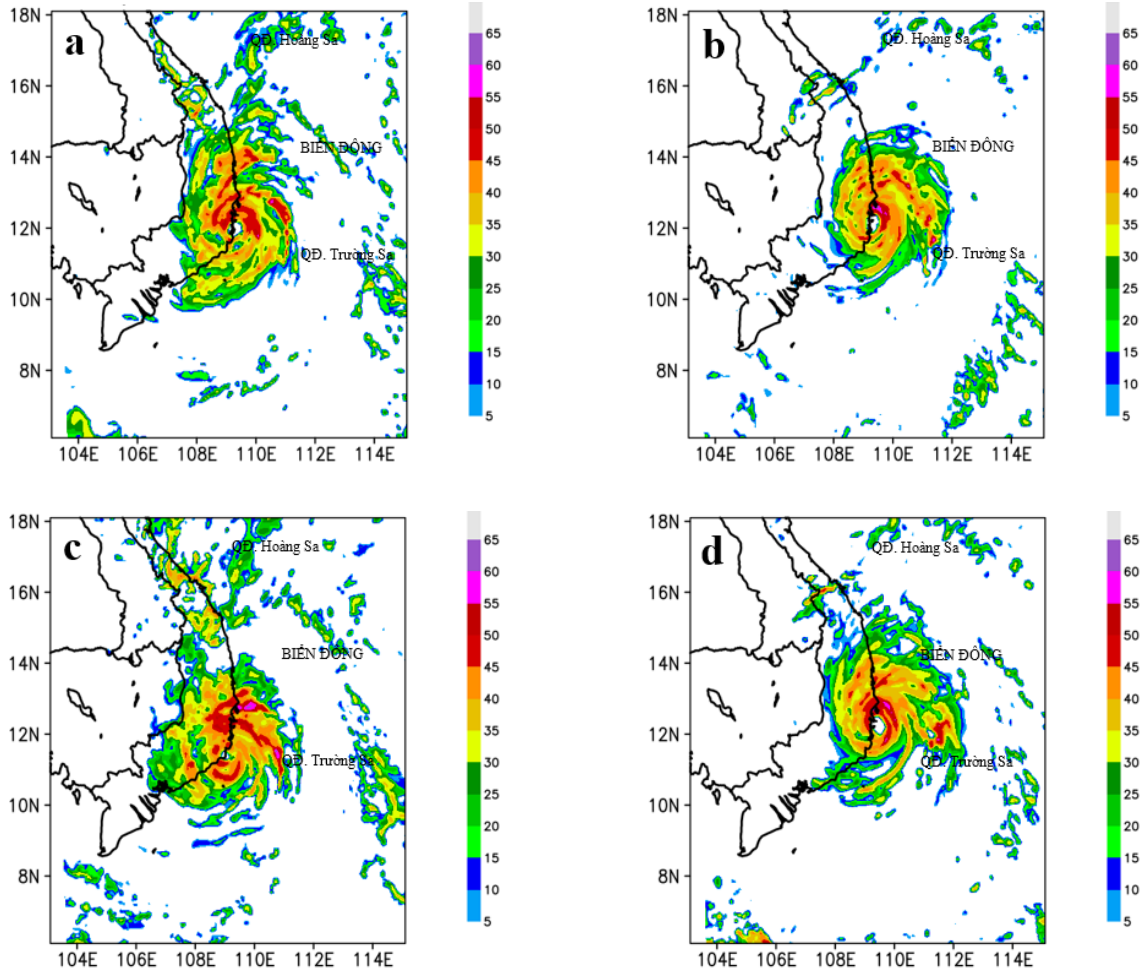 a
18N
16N
14N
12N
10N
8N
104E 106E 108E 110E 112E 114E
QĐ. Hoàng Sa
BIỂN ĐÔNG
QĐ. Trường Sa
65
60
55
50
45
40
35
30
25
20
15
10
5
b
18N
16N
14N
12N
10N
8N
104E 106E 108E 110E 112E 114E
QĐ. Hoàng Sa
BIỂN ĐÔNG
QĐ. Trường Sa
65
60
55
50
45
40
35
30
25
20
15
10
5
c
18N
16N
14N
12N
10N
8N
104E 106E 108E 110E 112E 114E
QĐ. Hoàng Sa
BIỂN ĐÔNG
QĐ. Trường Sa
65
60
55
50
45
40
35
30
25
20
15
10
5
d
18N
16N
14N
12N
10N
8N
104E 106E 108E 110E 112E 114E
QĐ. Hoàng Sa
BIỂN ĐÔNG
QĐ. Trường Sa
65
60
55
50
45
40
35
30
25
20
15
10
5